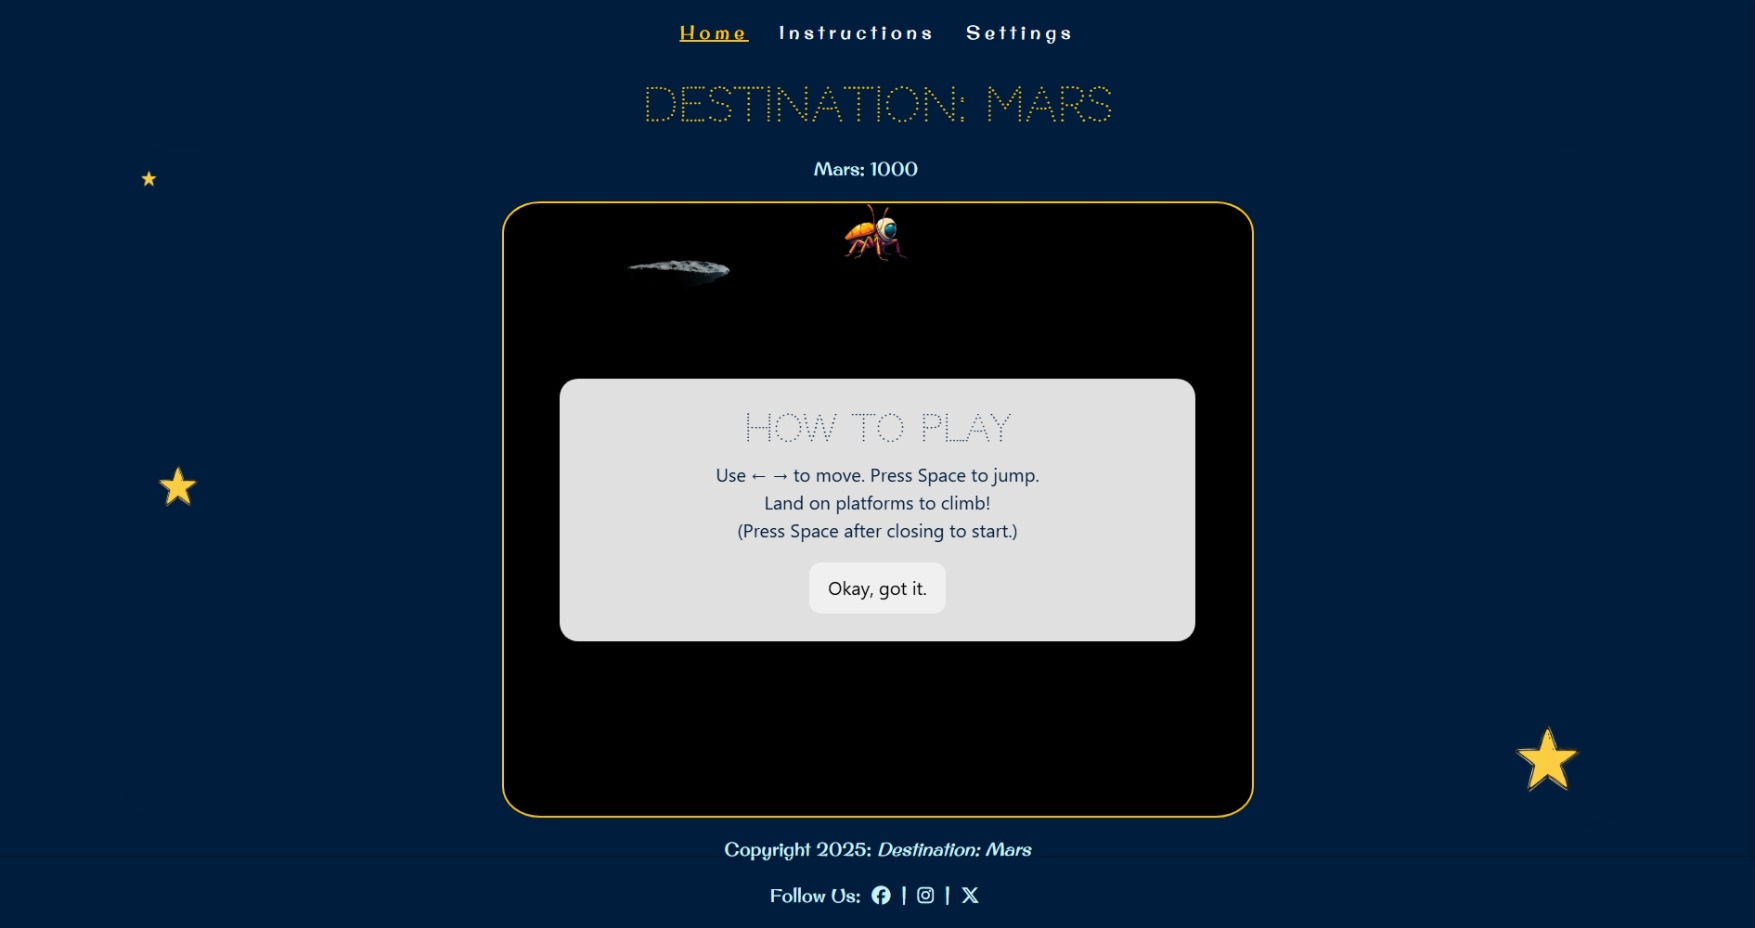 Home Instructions Settings
DESTINATION: MARS
Mars: 1000
HOW TO PLAY
Use ← → to move. Press Space to jump.
Land on platforms to climb!
(Press Space after closing to start.)
Okay, got it.
Copyright 2025: Destination: Mars
Follow Us: | |